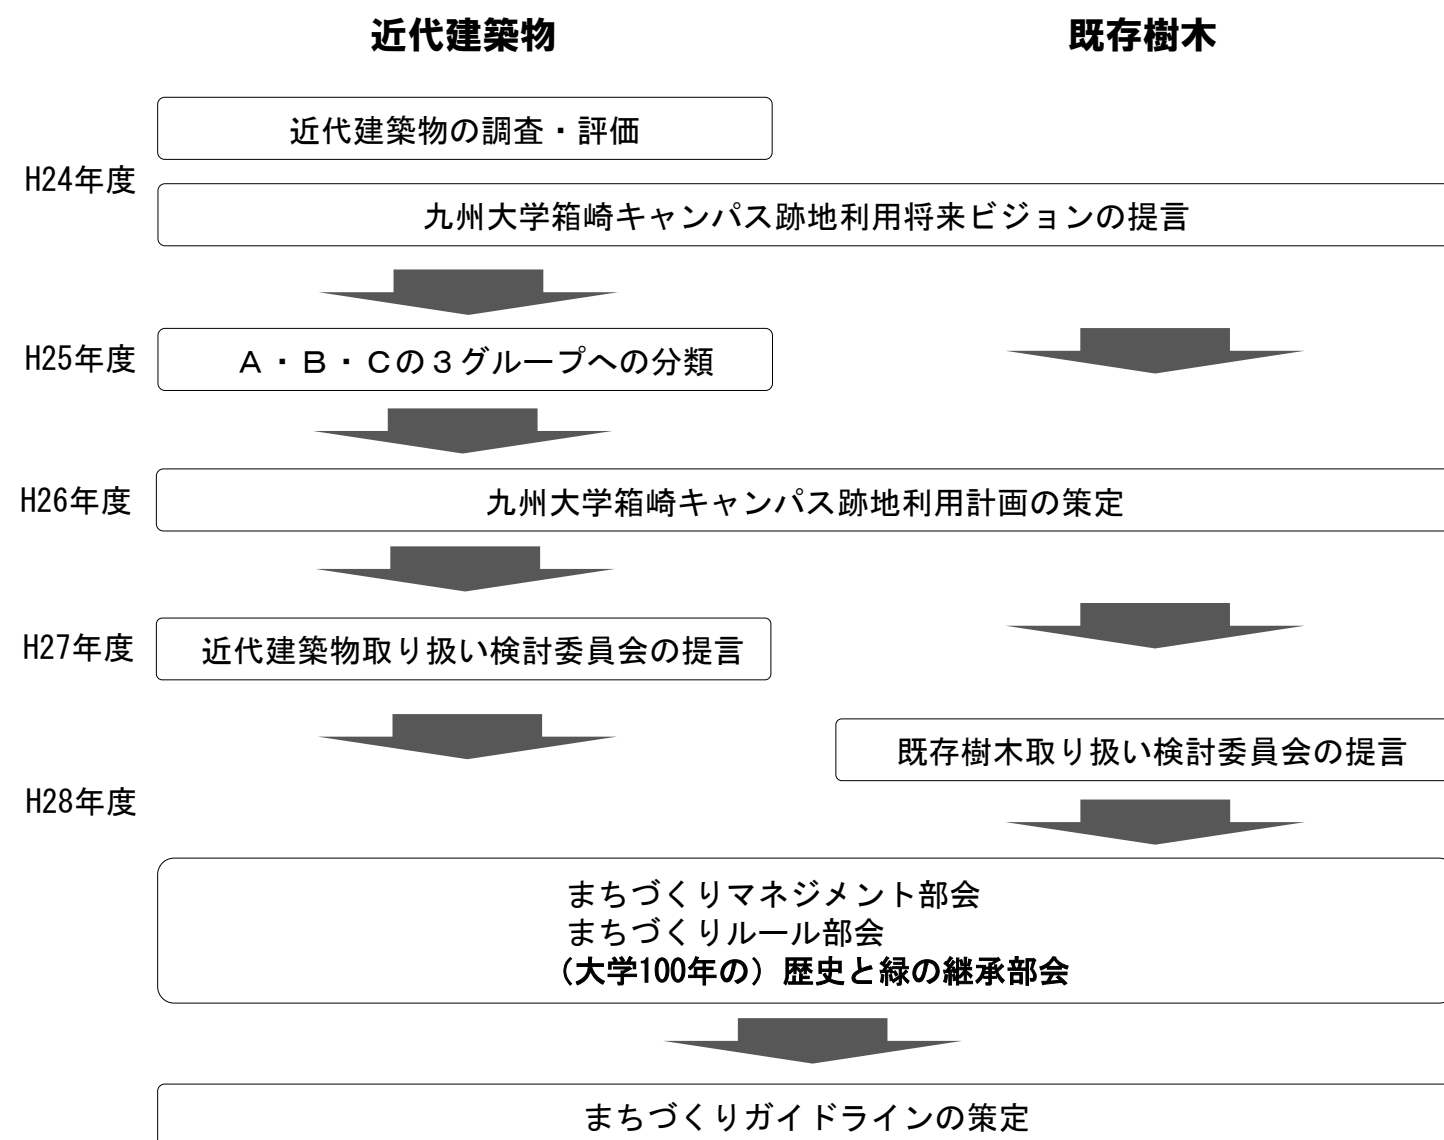 近代建築物
既存樹木
近代建築物の調査・評価
H24年度
九州大学箱崎キャンパス跡地利用将来ビジョンの提言
H25年度
A・B・Cの3グループへの分類
H26年度
九州大学箱崎キャンパス跡地利用計画の策定
H27年度
近代建築物取り扱い検討委員会の提言
既存樹木取り扱い検討委員会の提言
H28年度
まちづくりマネジメント部会
まちづくりルール部会
(大学100年の)歴史と緑の継承部会
まちづくりガイドラインの策定